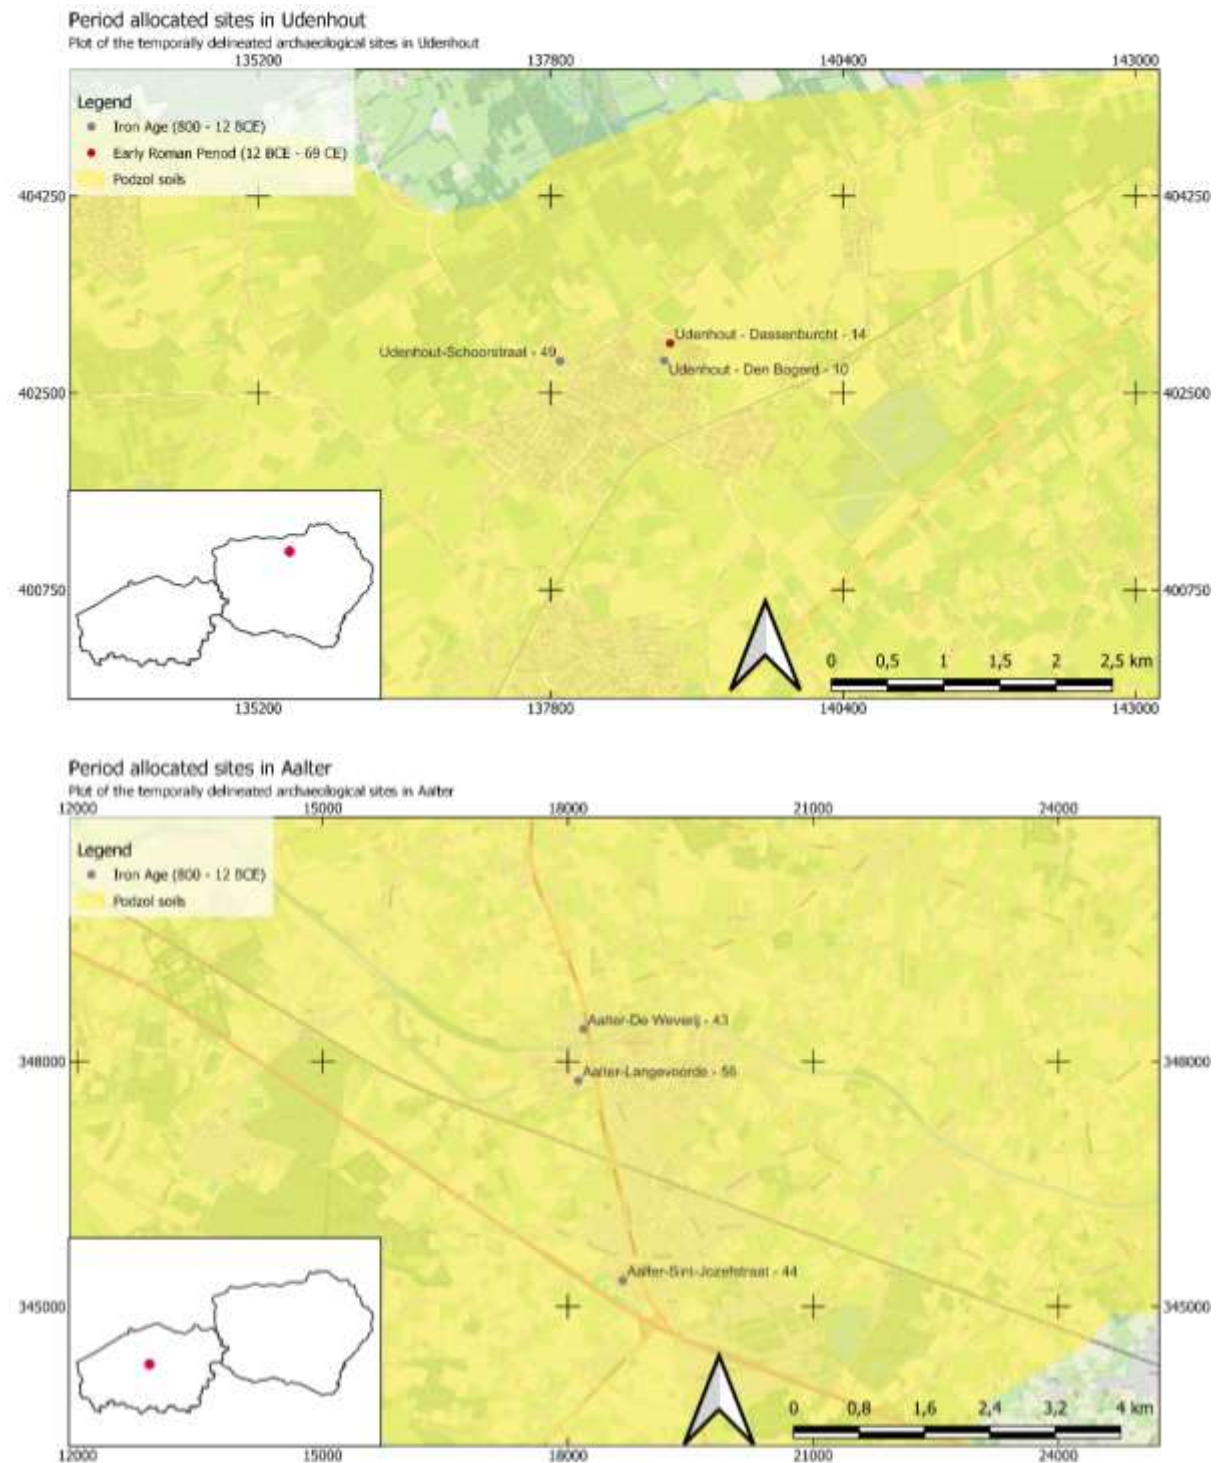 Period allocated sites in Udenhout
Plot of the temporally delineated archaeological sites in Udenhout
135200 137800 140400 143000
Legend
Iron Age (800 - 12 BCE)
Early Roman Period (12 BCE - 69 CE)
Podzol soils
404250 404250
Udenhout - Dassenburcht - 14
Udenhout-Schoorstraat - 49
Udenhout - Den Bogerd - 10
402500 402500
400750 400750
0 0,5 1 1,5 2 2,5 km
135200 137800 140400 143000
Period allocated sites in Aalter
Plot of the temporally delineated archaeological sites in Aalter
12000 15000 18000 21000 24000
Legend
Iron Age (800 - 12 BCE)
Podzol soils
Aalter-De Weverij - 43
348000 348000
Aalter-Langevoorde - 56
Aalter-Sint-Jozefstraat - 44
345000 345000
0 0,8 1,6 2,4 3,2 4 km
12000 15000 18000 21000 24000